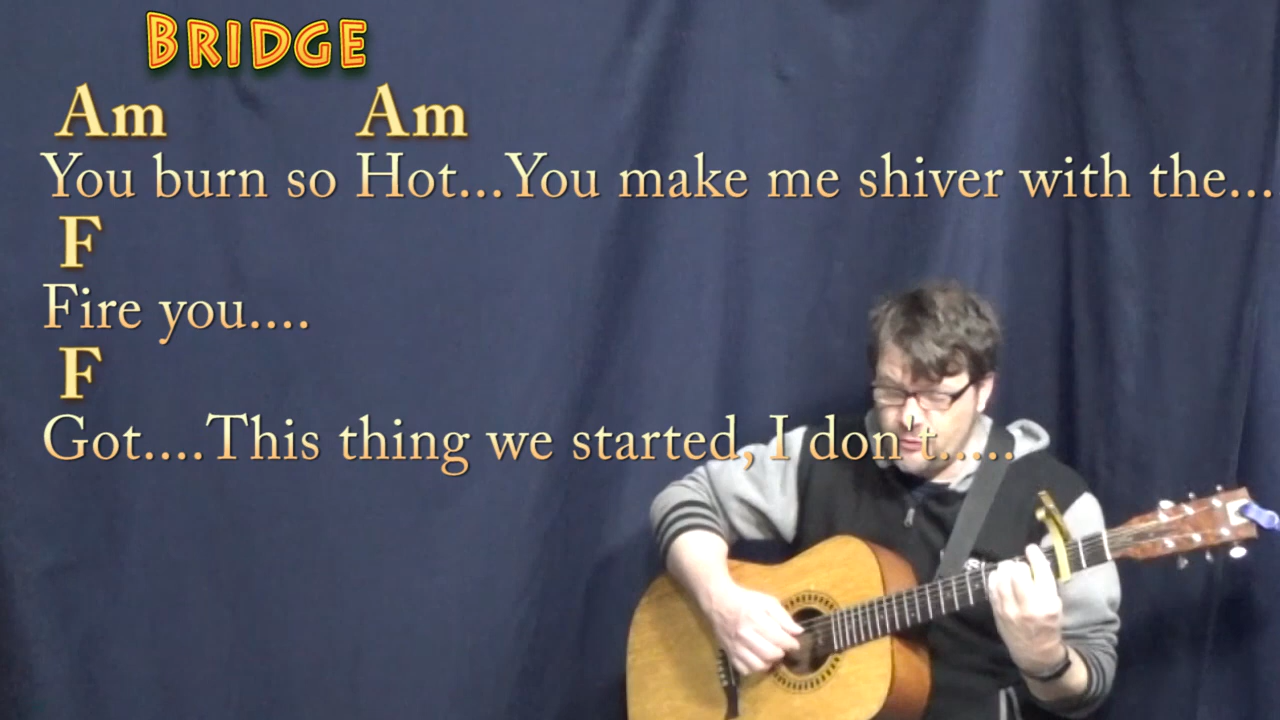 BRIDGE
Am Am
You burn so Hot...You make me shiver with the...
F
Fire you....
F
Got....This thing we started, I don't.....